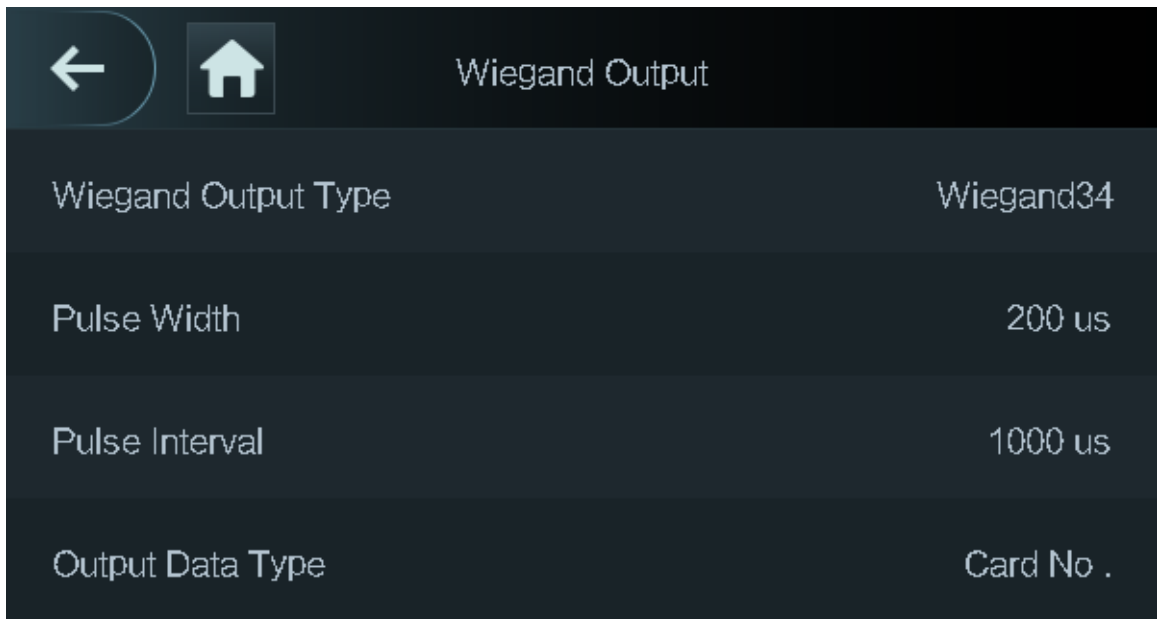 Wiegand Output
Wiegand Output Type Wiegand34
Pulse Width 200 us
Pulse Interval 1000 us
Output Data Type Card No .